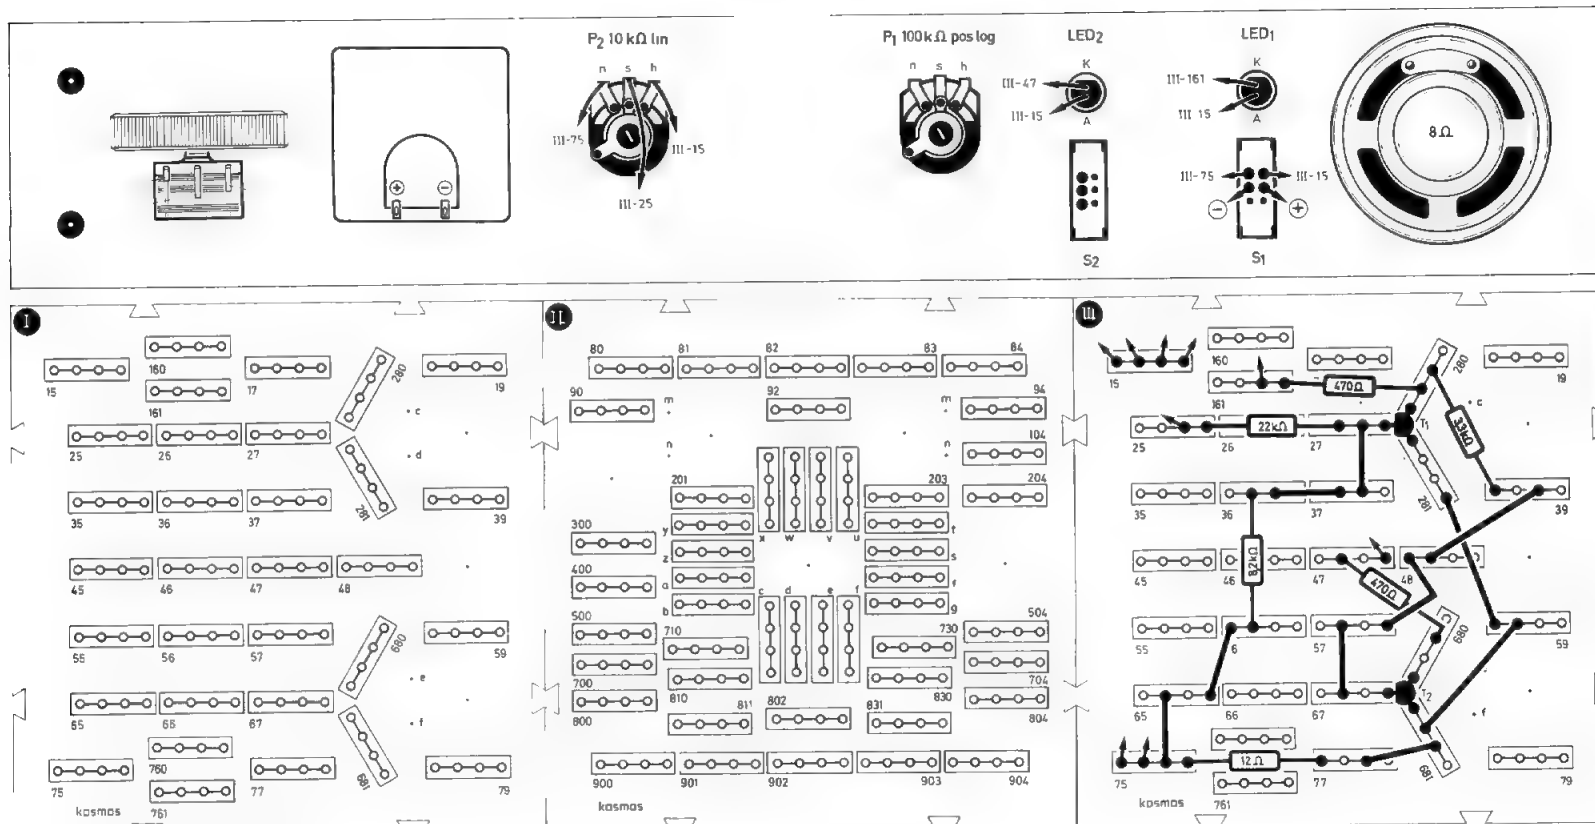 P₂ 10 kΩ lin
n s h
III-75
III-15
III-25
P₁ 100 kΩ pos log
n s h
LED₂
K
III-47
III-15
A
S₂
LED₁
K
III-161
III-15
A
III-75
III-15
−
+
S₁
8Ω
+ −
I
160
15
17
280
19
161
c
25 26 27
d
35 36 37
281
39
45 46 47 48
55 56 57
680
59
e
65 66 67
f
760
75
77
681
79
761
kosmos
II
80 81 82 83 84
90
m
92
m
94
n
n
104
201
203
204
300
y
x w v u
t
z
s
400
a
r
c d e f
b
g
500
504
710
730
700
704
810
830
811
802
831
800
804
900 901 902 903 904
kosmos
III
160
280
15
19
161
470Ω
c
33kΩ
T₁
22kΩ
25 26 27
35 36 37
281
39
82kΩ
45 46 47 48
470Ω
680
55 6 57
59
T₂
65 66 67
f
12Ω
75
77
681
79
761
kosmos